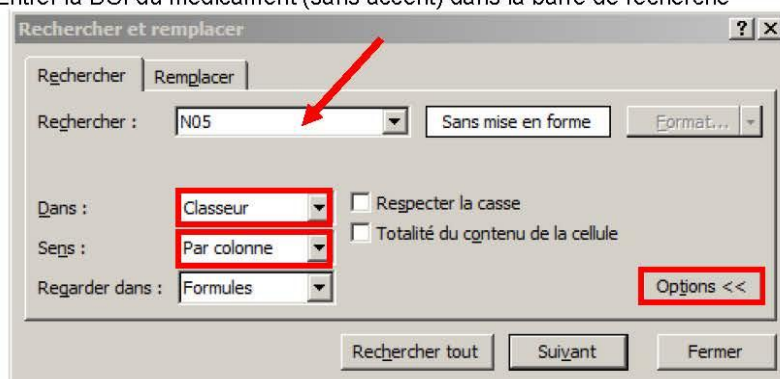 Entrer la DCI du médicament (sans accent) dans la barre de recherche
Rechercher et remplacer ? ×
Rechercher Remplacer
Rechercher : N05 Sans mise en forme Format...
Dans : Classeur Respecter la casse
Totalité du contenu de la cellule
Sens : Par colonne
Regarder dans : Formules Options <<
Rechercher tout Suivant Fermer